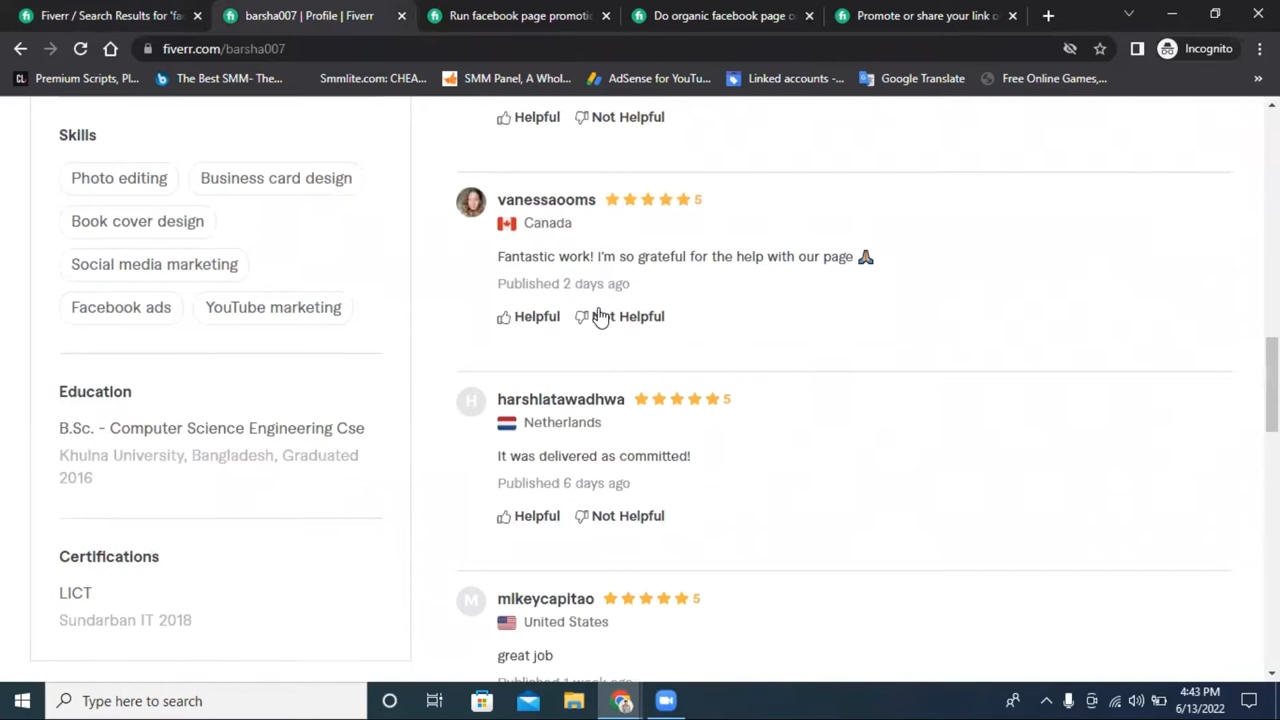 Fiverr / Search Results for 'fac
barsha007 | Profile | Fiverr
Run facebook page promoti
Do organic facebook page o
Promote or share your link o
fiverr.com/barsha007
Incognito
Premium Scripts, Pl...
The Best SMM- The...
Smmlite.com: CHEA...
SMM Panel, A Whol...
AdSense for YouTu...
Linked accounts -...
Google Translate
Free Online Games,...
»
Skills
Photo editing
Business card design
Book cover design
Social media marketing
Facebook ads
YouTube marketing
Education
B.Sc. - Computer Science Engineering Cse
Khulna University, Bangladesh, Graduated
2016
Certifications
LICT
Sundarban IT 2018
Helpful
Not Helpful
vanessaooms
5
Canada
Fantastic work! I'm so grateful for the help with our page 🙏🏽
Published 2 days ago
Helpful
Not Helpful
H
harshlatawadhwa
5
Netherlands
It was delivered as committed!
Published 6 days ago
Helpful
Not Helpful
M
mikeycapitao
5
United States
great job
Published 1 week ago
Type here to search
4:43 PM
6/13/2022